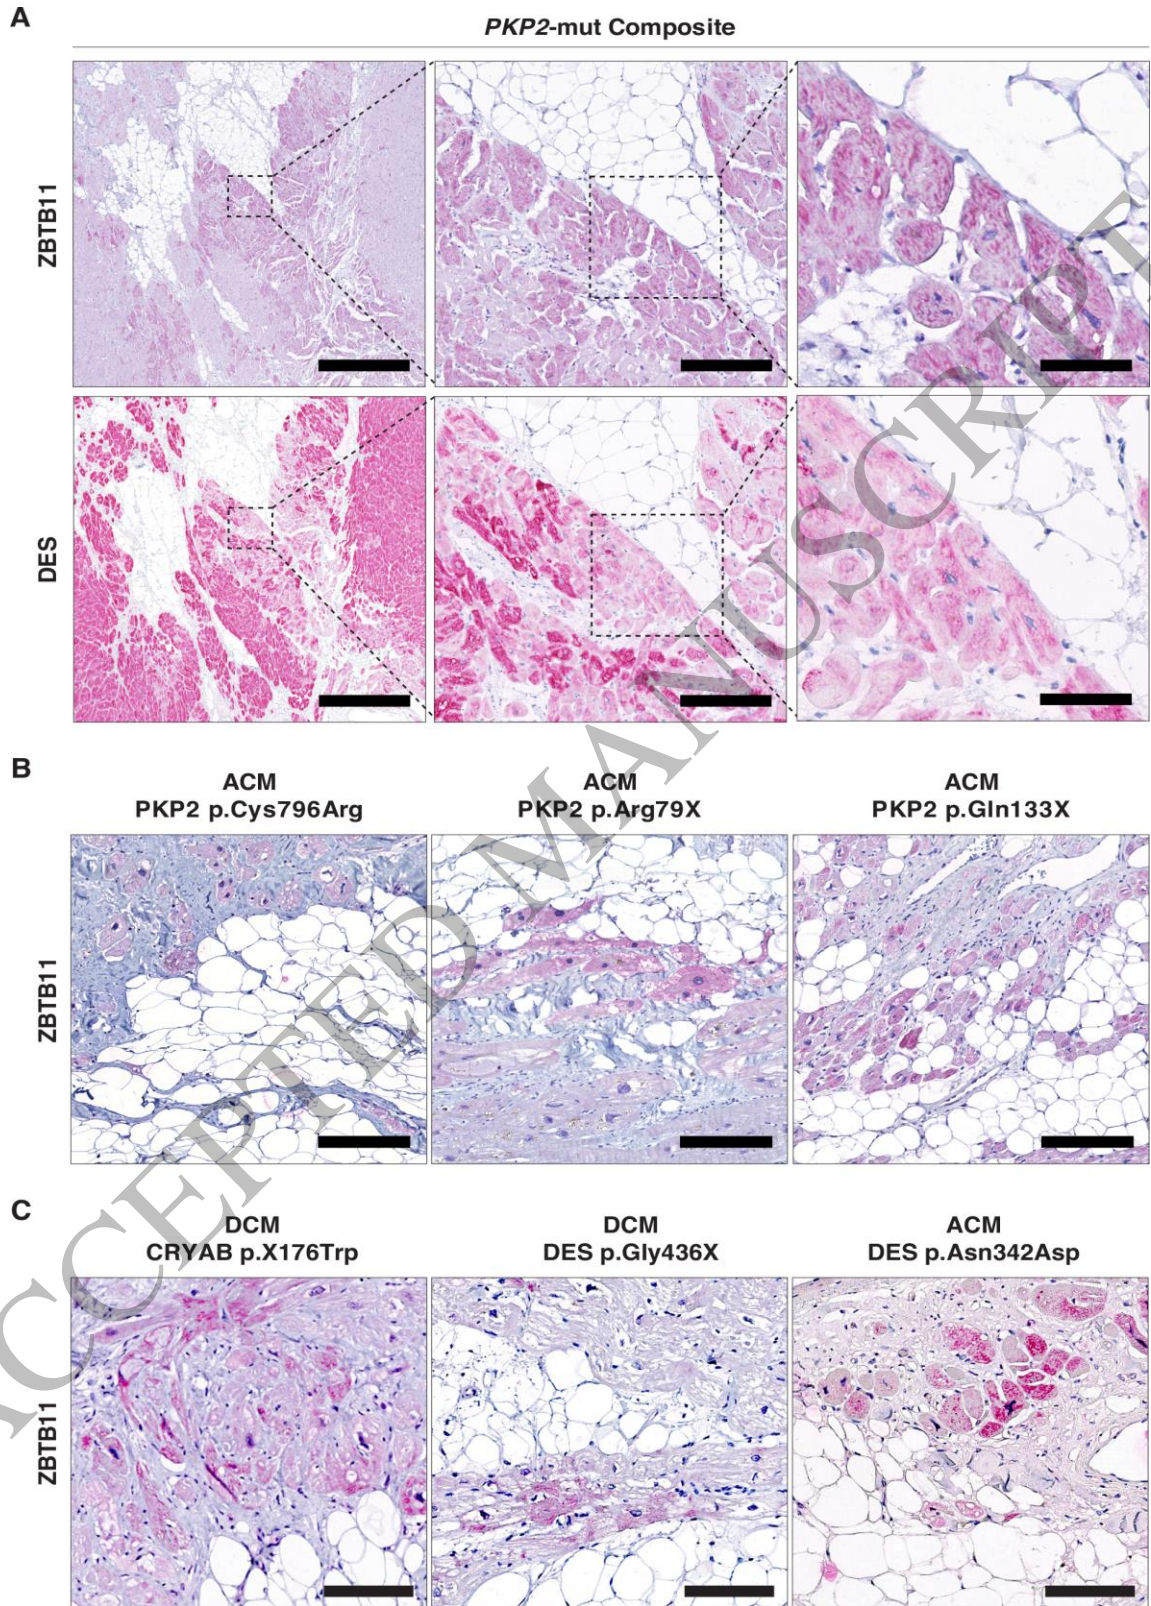 A
PKP2-mut Composite
ZBTB11
DES
B
ACM
PKP2 p.Cys796Arg
ACM
PKP2 p.Arg79X
ACM
PKP2 p.Gln133X
ZBTB11
C
DCM
CRYAB p.X176Trp
DCM
DES p.Gly436X
ACM
DES p.Asn342Asp
ZBTB11
ACCEPTED MANUSCRIPT